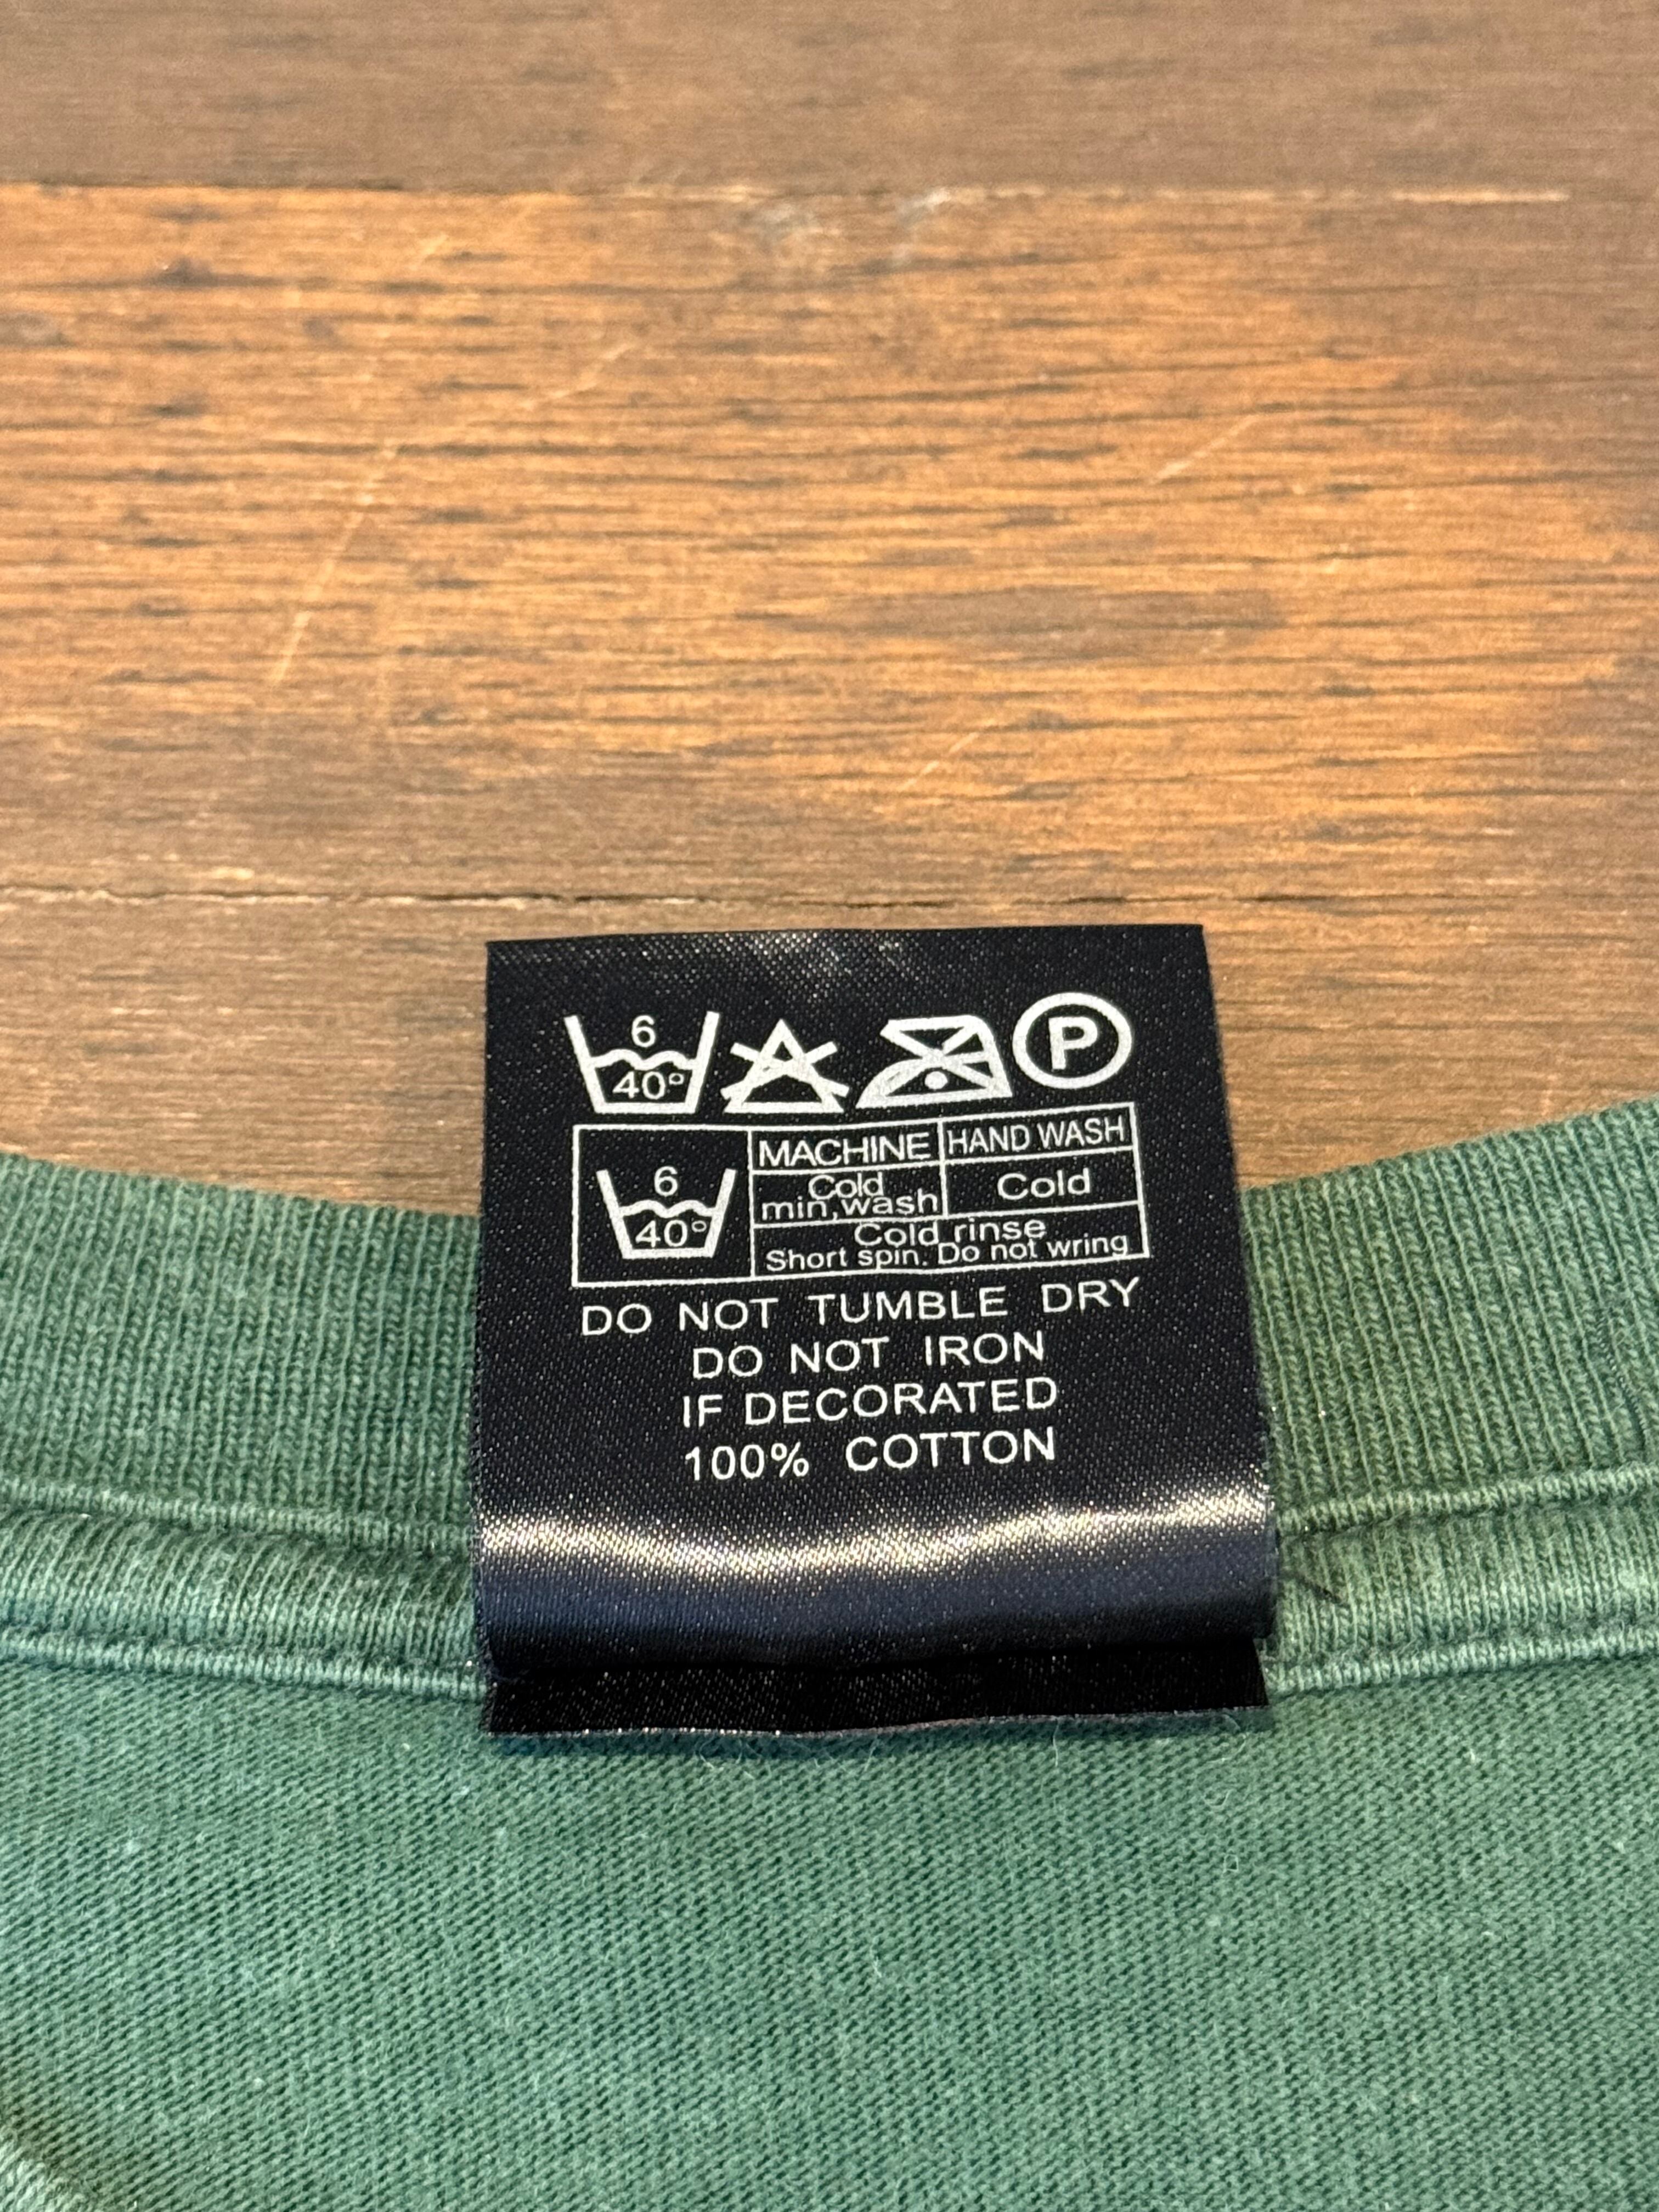 6
40°
P
6
40°
MACHINE HAND WASH
Cold
min,wash
Cold
Cold rinse
Short spin. Do not wring
DO NOT TUMBLE DRY
DO NOT IRON
IF DECORATED
100% COTTON